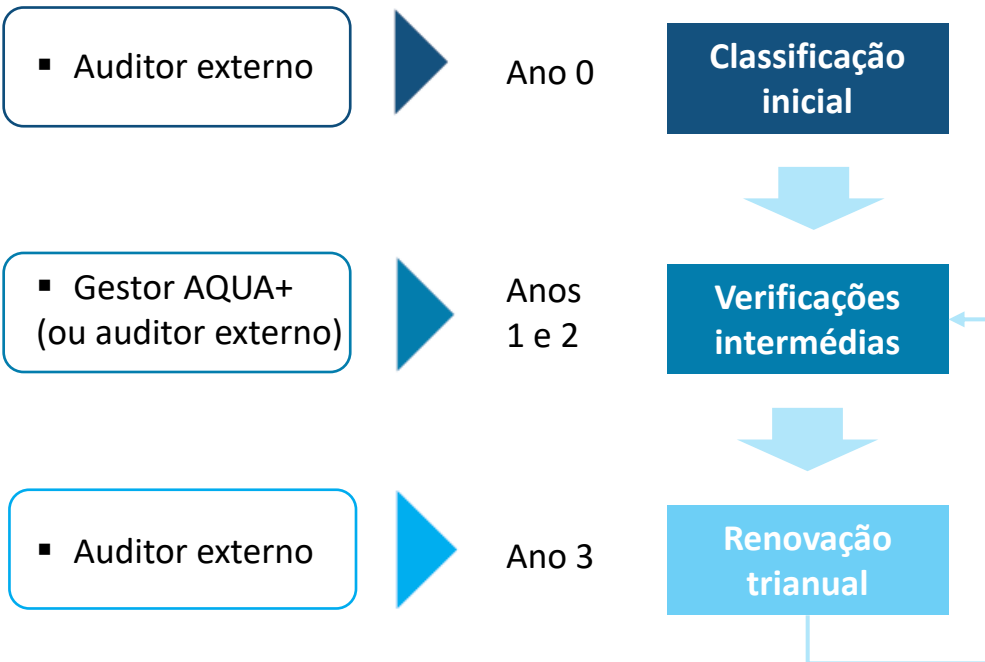 ▪ Auditor externo
Ano 0
Classificação
inicial
▪ Gestor AQUA+
(ou auditor externo)
Anos
1 e 2
Verificações
intermédias
▪ Auditor externo
Ano 3
Renovação
trianual